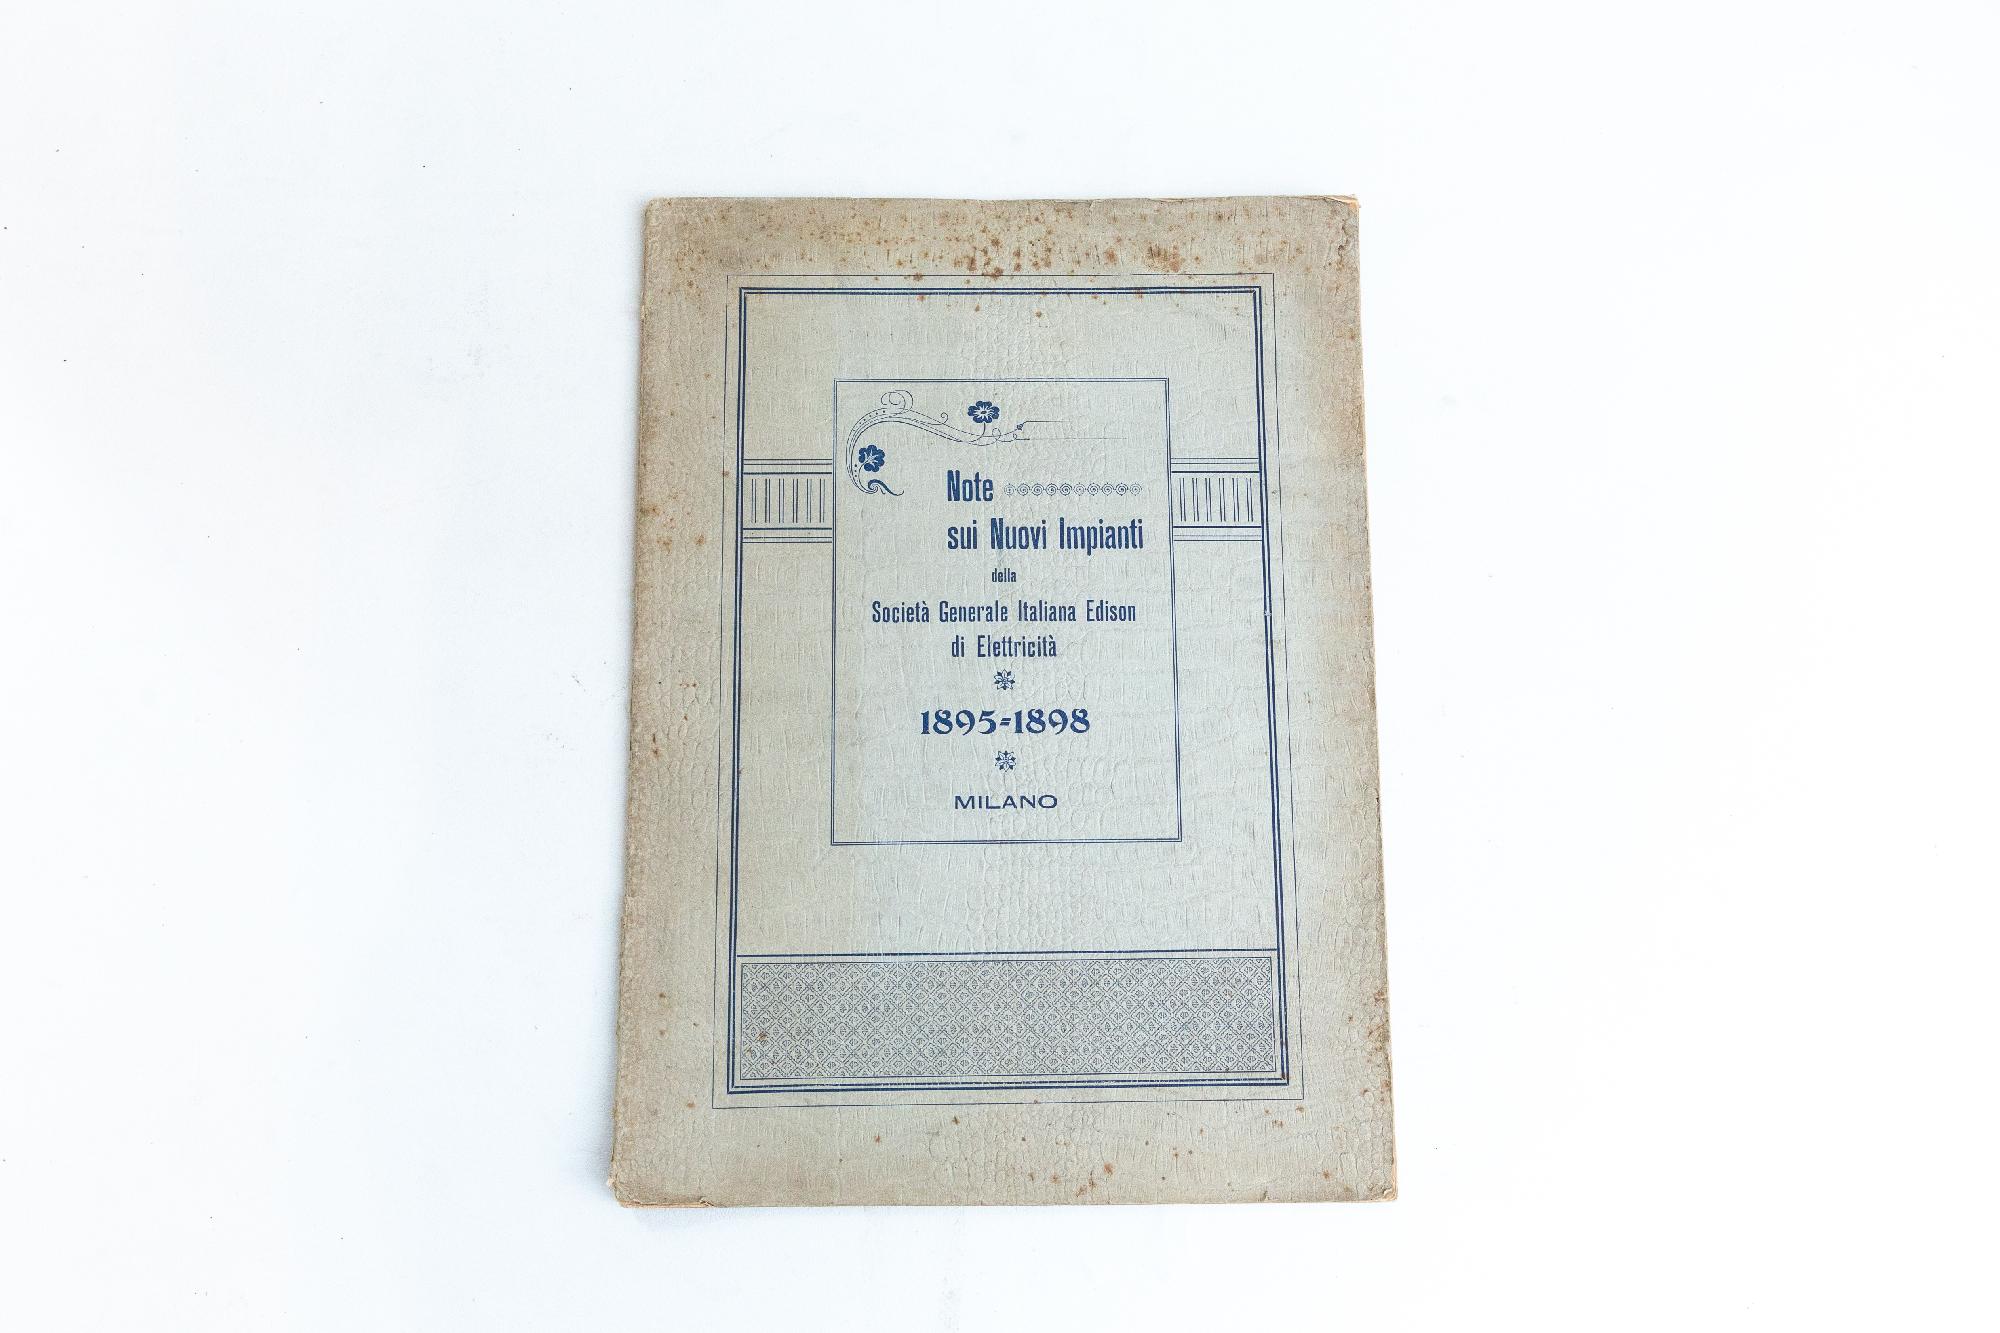 Note
sui Nuovi Impianti
della
Società Generale Italiana Edison
di Elettricità
1895-1898
MILANO